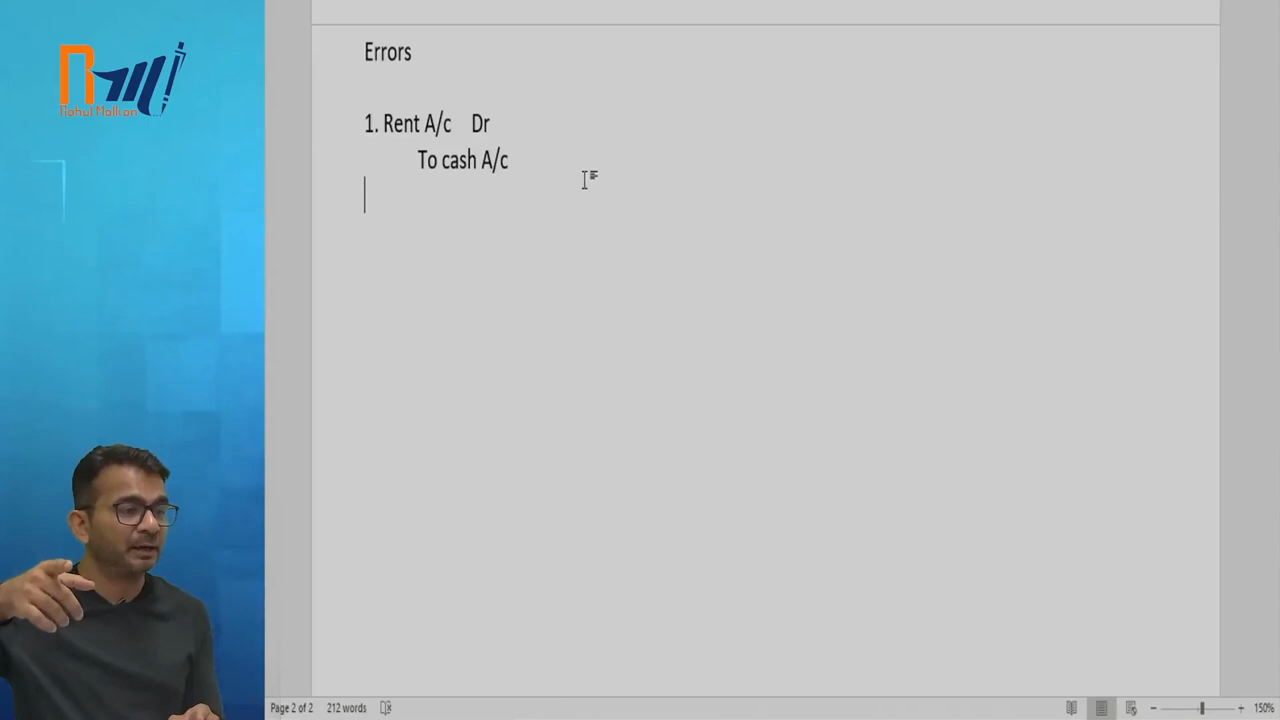 Rahul Malkan
Errors
1. Rent A/c Dr
To cash A/c
Page 2 of 2 212 words 150%